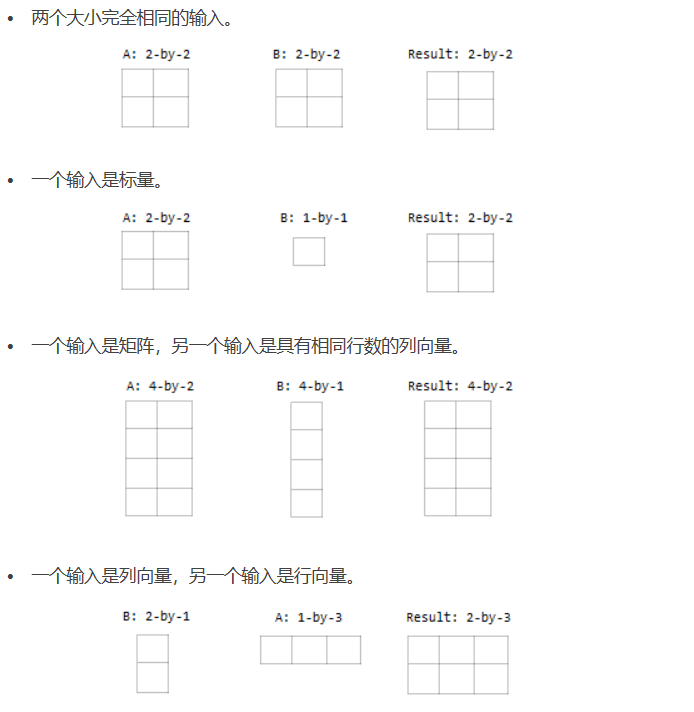 • 两个大小完全相同的输入。
A: 2-by-2 B: 2-by-2 Result: 2-by-2
• 一个输入是标量。
A: 2-by-2 B: 1-by-1 Result: 2-by-2
• 一个输入是矩阵，另一个输入是具有相同行数的列向量。
A: 4-by-2 B: 4-by-1 Result: 4-by-2
• 一个输入是列向量，另一个输入是行向量。
B: 2-by-1 A: 1-by-3 Result: 2-by-3